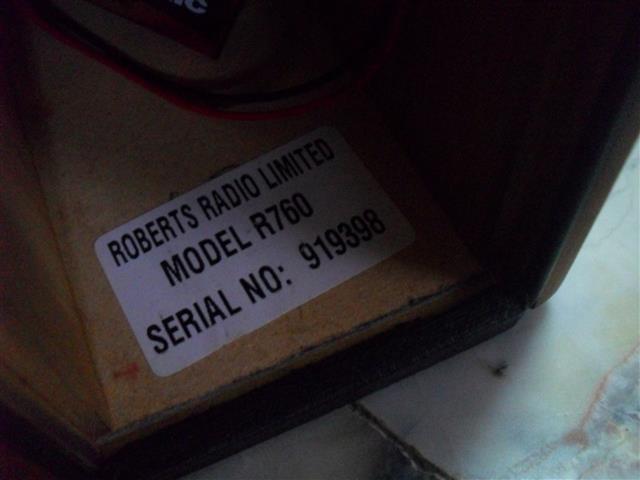 ROBERTS RADIO LIMITED
MODEL R760
SERIAL NO: 919398